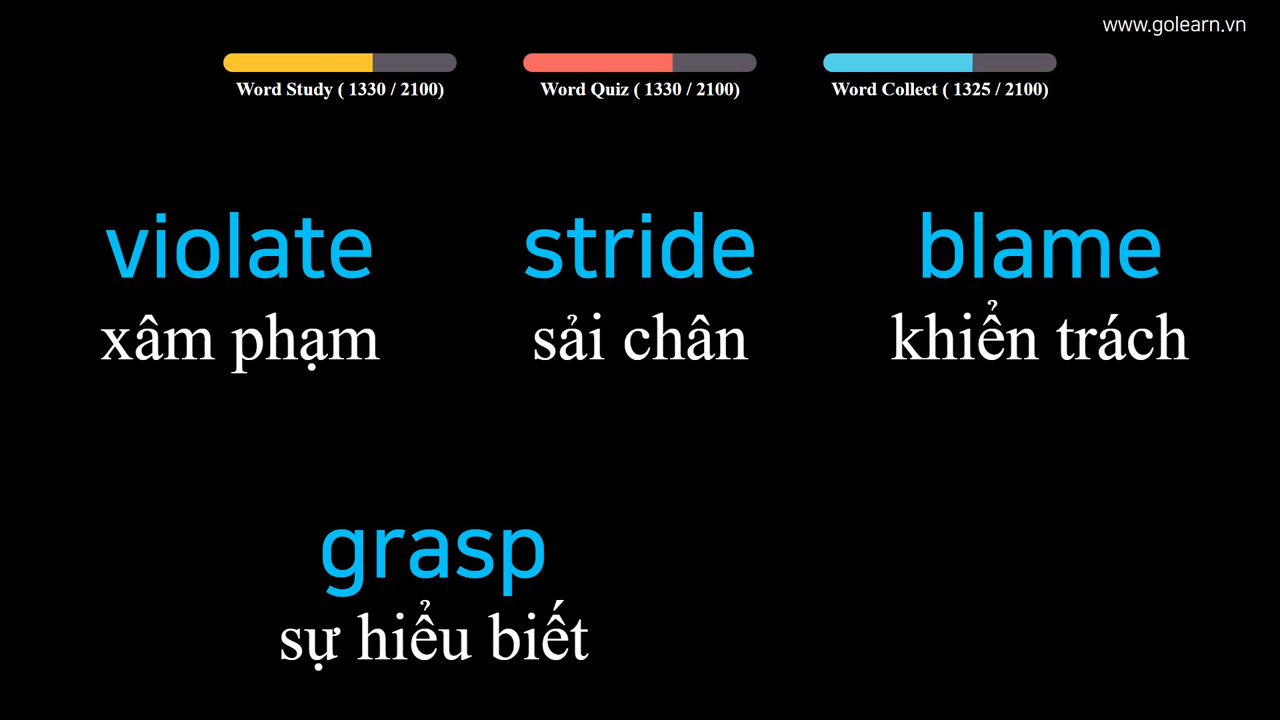 www.golearn.vn
Word Study ( 1330 / 2100)
Word Quiz ( 1330 / 2100)
Word Collect ( 1325 / 2100)
violate
xâm phạm
stride
sải chân
blame
khiển trách
grasp
sự hiểu biết